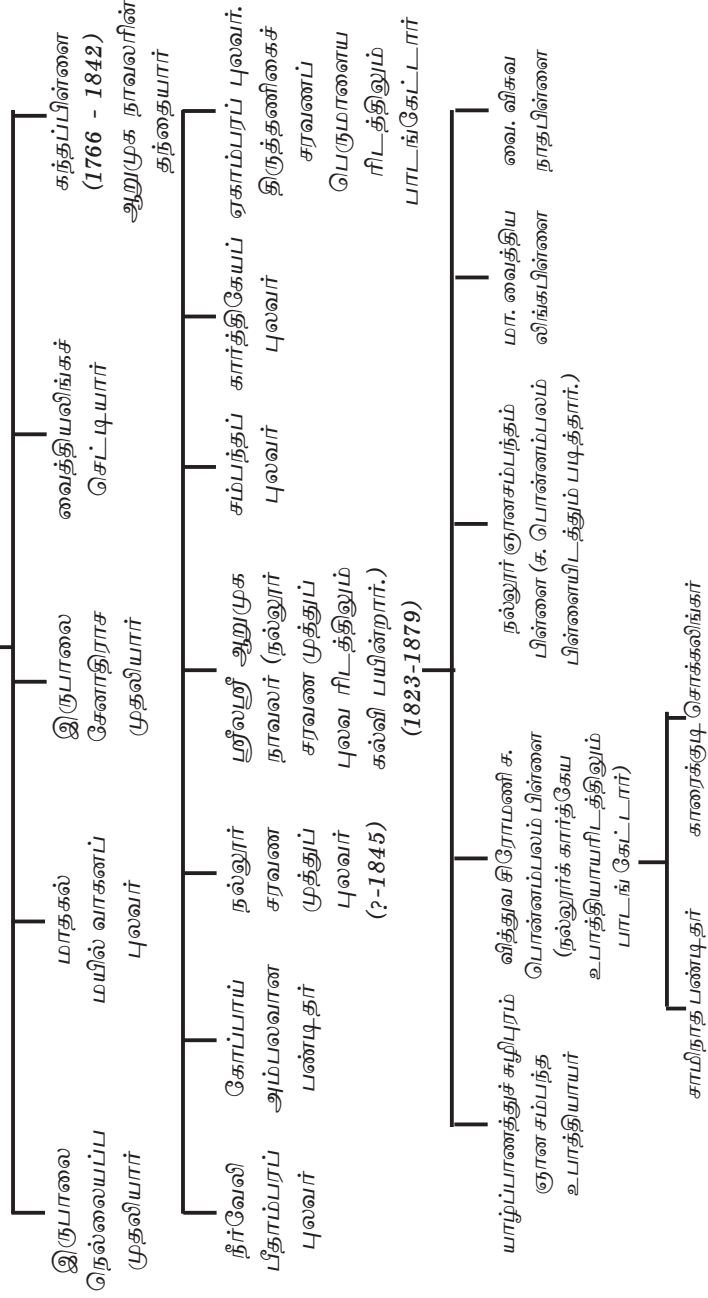 இருபாலை
நெல்லையப்ப
முதலியார்
மாதகல்
மயில் வாகனப்
புலவர்
இருபாலை
சேனாதிராச
முதலியார்
வைத்தியலிங்கச்
செட்டியார்
கந்தப்பிள்ளை
(1766 - 1842)
ஆறுமுக நாவலரின்
தந்தையார்
நீர்வேலி
பீதாம்பரப்
புலவர்
கோப்பாய்
அம்பலவான
பண்டிதர்
நல்லூர்
சரவண
முத்துப்
புலவர்
(?-1845)
ஸ்ரீலஸ்ரீ ஆறுமுக
நாவலர் (நல்லூர்
சரவண முத்துப்
புலவ ரிடத்திலும்
கல்வி பயின்றார்.)
(1823-1879)
சம்பந்தப்
புலவர்
கார்த்திகேயப்
புலவர்
ஏகாம்பரப் புலவர்.
திருத்தணிகைச்
சரவணப்
பெருமாளைய
ரிடத்திலும்
பாடங்கேட்டார்
யாழ்ப்பாணத்துச் சுழிபுரம்
ஞான சம்பந்த
உபாத்தியாயர்
வித்துவ சிரோமணி ச.
பொன்னம்பலம் பிள்ளை
(நல்லூர்க் கார்த்கேய
உபாத்தியாயரிடத்திலும்
பாடங் கேட்டார்)
நல்லூர் ஞானசம்பந்தம்
பிள்ளை (ச. பொன்னம்பலம்
பிள்ளையிடத்தும் படித்தார்.)
மா. வைத்திய
லிங்கபிள்ளை
வை. விசுவ
நாதபிள்ளை
சாமிநாத பண்டிதர்
காரைக்குடி சொக்கலிங்கர்